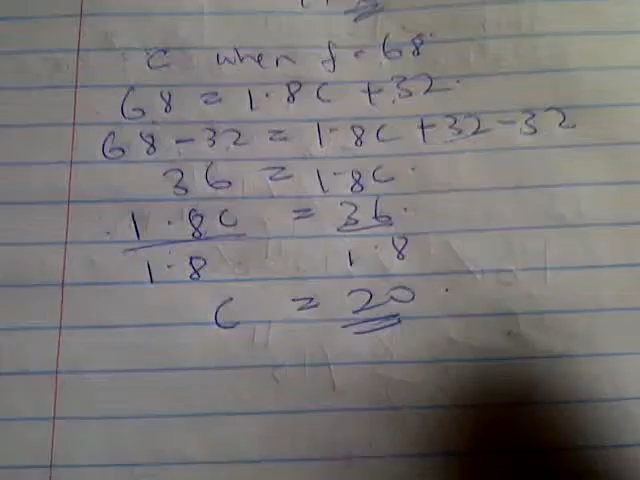 C when f = 68
68 = 1.8C + 32
68 - 32 = 1.8C + 32 - 32
36 = 1.8C
1.8C = 36
1.8 1.8
C = 20